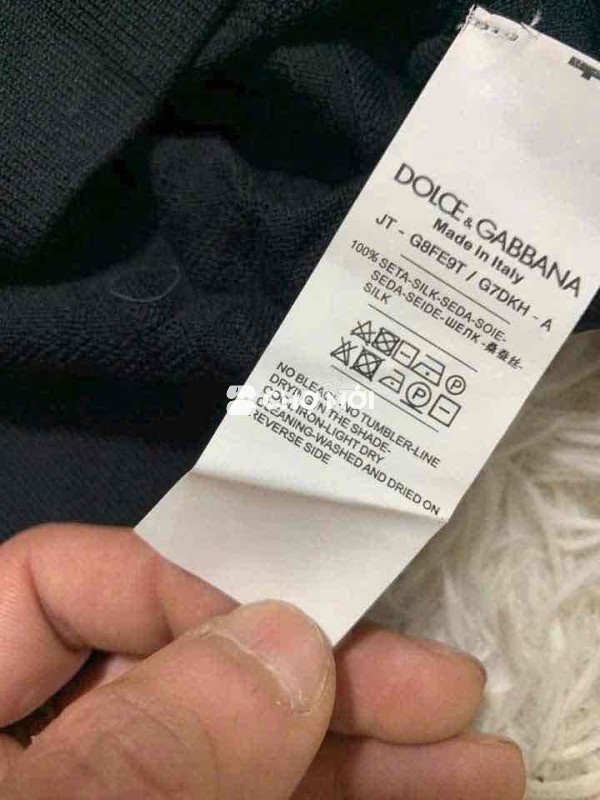 DOLCE & GABBANA
Made in Italy
JT - G8FE9T / G7DKH - A
100% SETA-SILK-SEDA-SOIE-
SEDA-SEIDE-ШЕЛК -桑蚕丝-
SILK
P
P
NO BLEACH-NO TUMBLER-LINE
DRYING IN THE SHADE-
COOL IRON-LIGHT DRY
CLEANING-WASHED AND DRIED ON
REVERSE SIDE